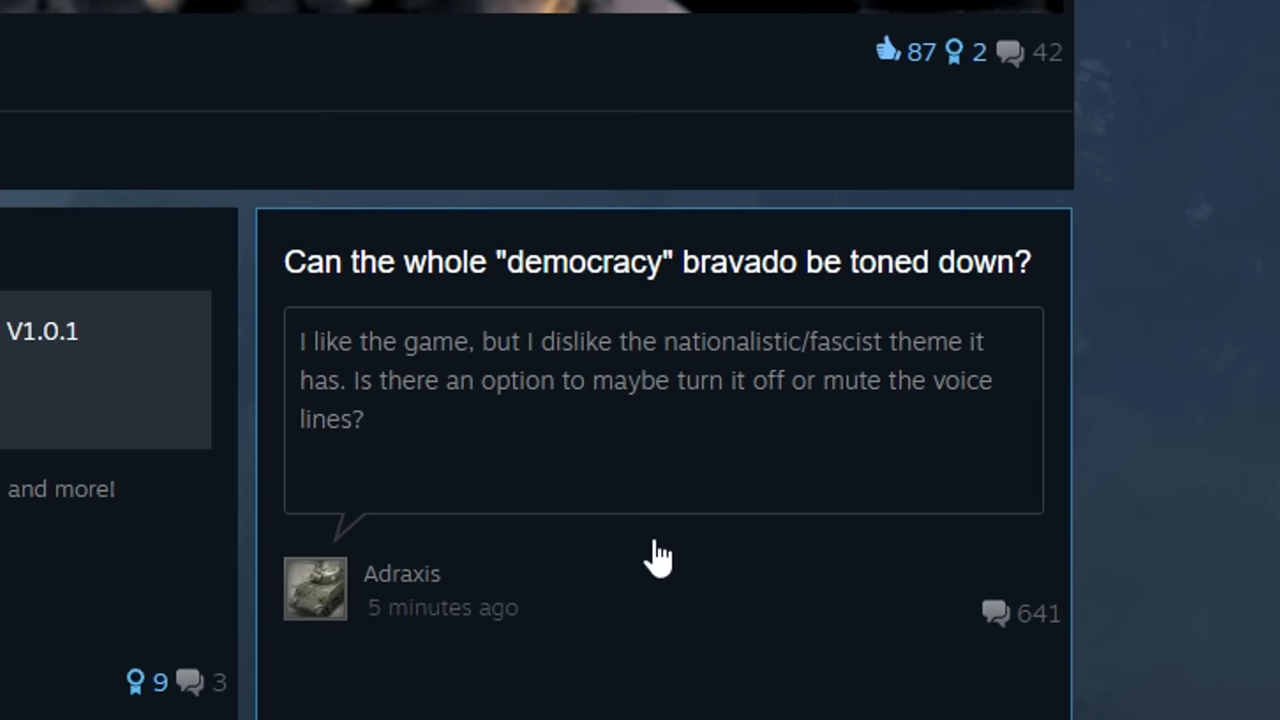 87 2 42
Can the whole "democracy" bravado be toned down?
V1.0.1
I like the game, but I dislike the nationalistic/fascist theme it
has. Is there an option to maybe turn it off or mute the voice
lines?
and more!
Adraxis
5 minutes ago
641
9 3